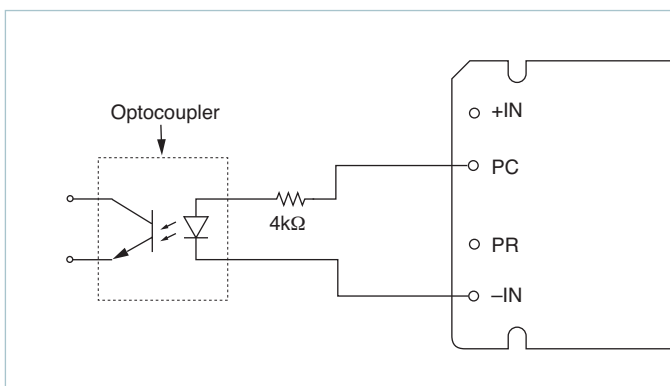 Optocoupler
+IN
PC
4kΩ
PR
–IN